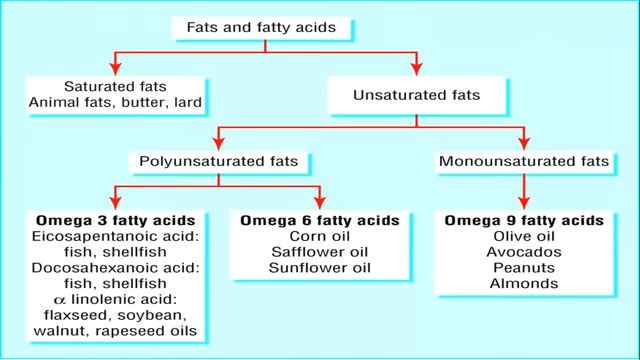 Fats and fatty acids
Saturated fats
Animal fats, butter, lard
Unsaturated fats
Polyunsaturated fats
Monounsaturated fats
Omega 3 fatty acids
Eicosapentanoic acid:
fish, shellfish
Docosahexanoic acid:
fish, shellfish
α linolenic acid:
flaxseed, soybean,
walnut, rapeseed oils
Omega 6 fatty acids
Corn oil
Safflower oil
Sunflower oil
Omega 9 fatty acids
Olive oil
Avocados
Peanuts
Almonds